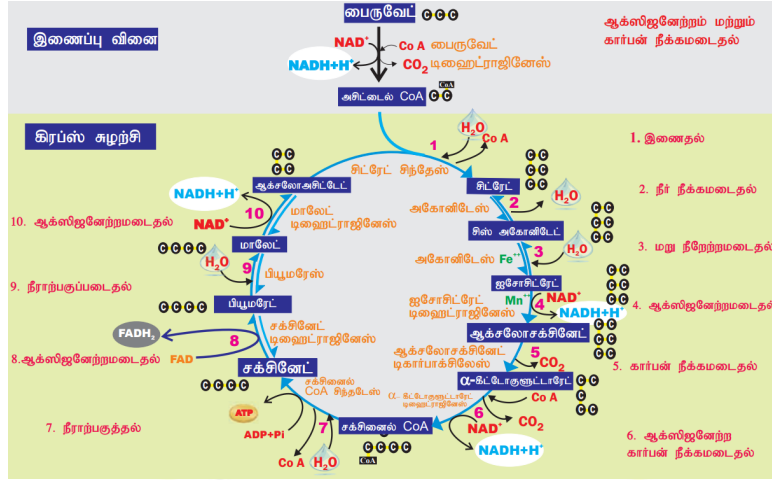 பைருவேட் C C C
இணைப்பு வினை
ஆக்ஸிஜனேற்றம் மற்றும்
கார்பன் நீக்கமடைதல்
NAD⁺
Co A
பைருவேட்
டிஹைட்ராஜினேஸ்
NADH+H⁺
CO₂
CoA
அசிட்டைல் CoA C C
கிரப்ஸ் சுழற்சி
H₂O
Co A
1
1. இணைதல்
சிட்ரேட் சிந்தேஸ்
C C
C C
ஆக்சலோஅசிட்டேட்
சிட்ரேட்
C C
C C
C C
NADH+H⁺
NAD⁺
10
மாலேட்
டிஹைட்ராஜினேஸ்
அகோனிடேஸ்
2
H₂O
2. நீர் நீக்கமடைதல்
10. ஆக்ஸிஜனேற்றமடைதல்
சிஸ் அகோனிடேட்
C C
C C
C C
மாலேட்
C C C C
அகோனிடேஸ் Fe⁺⁺
3
H₂O
3. மறு நீறேற்றமடைதல்
H₂O
9
பியூமரேஸ்
9. நீராற்பகுப்படைதல்
ஐசோசிட்ரேட்
C C
C C
C C
பியூமரேட்
C C C C
ஐசோசிட்ரேட்
டிஹைட்ராஜினேஸ்
Mn⁺⁺
4
NAD⁺
NADH+H⁺
4. ஆக்ஸிஜனேற்றமடைதல்
ஆக்சலோசக்சினேட்
C C
C C
C C
FADH₂
8
FAD
சக்சினேட்
டிஹைட்ராஜினேஸ்
8.ஆக்ஸிஜனேற்றமடைதல்
ஆக்சலோசக்சினேட்
டிகார்பாக்சிலேஸ்
5
CO₂
5. கார்பன் நீக்கமடைதல்
சக்சினேட்
C C C C
α-கீட்டோகுளூட்டாரேட்
C C
C C
C
சக்சினைல்
CoA சிந்தடேஸ்
α- கீட்டோகுளூட்டாரேட்
டிஹைட்ராஜினேஸ்
Co A
6
CO₂
NAD⁺
NADH+H⁺
6. ஆக்ஸிஜனேற்ற
கார்பன் நீக்கமடைதல்
ATP
ADP+Pi
7
Co A
H₂O
7. நீராற்பகுத்தல்
சக்சினைல் CoA
C C C C
CoA